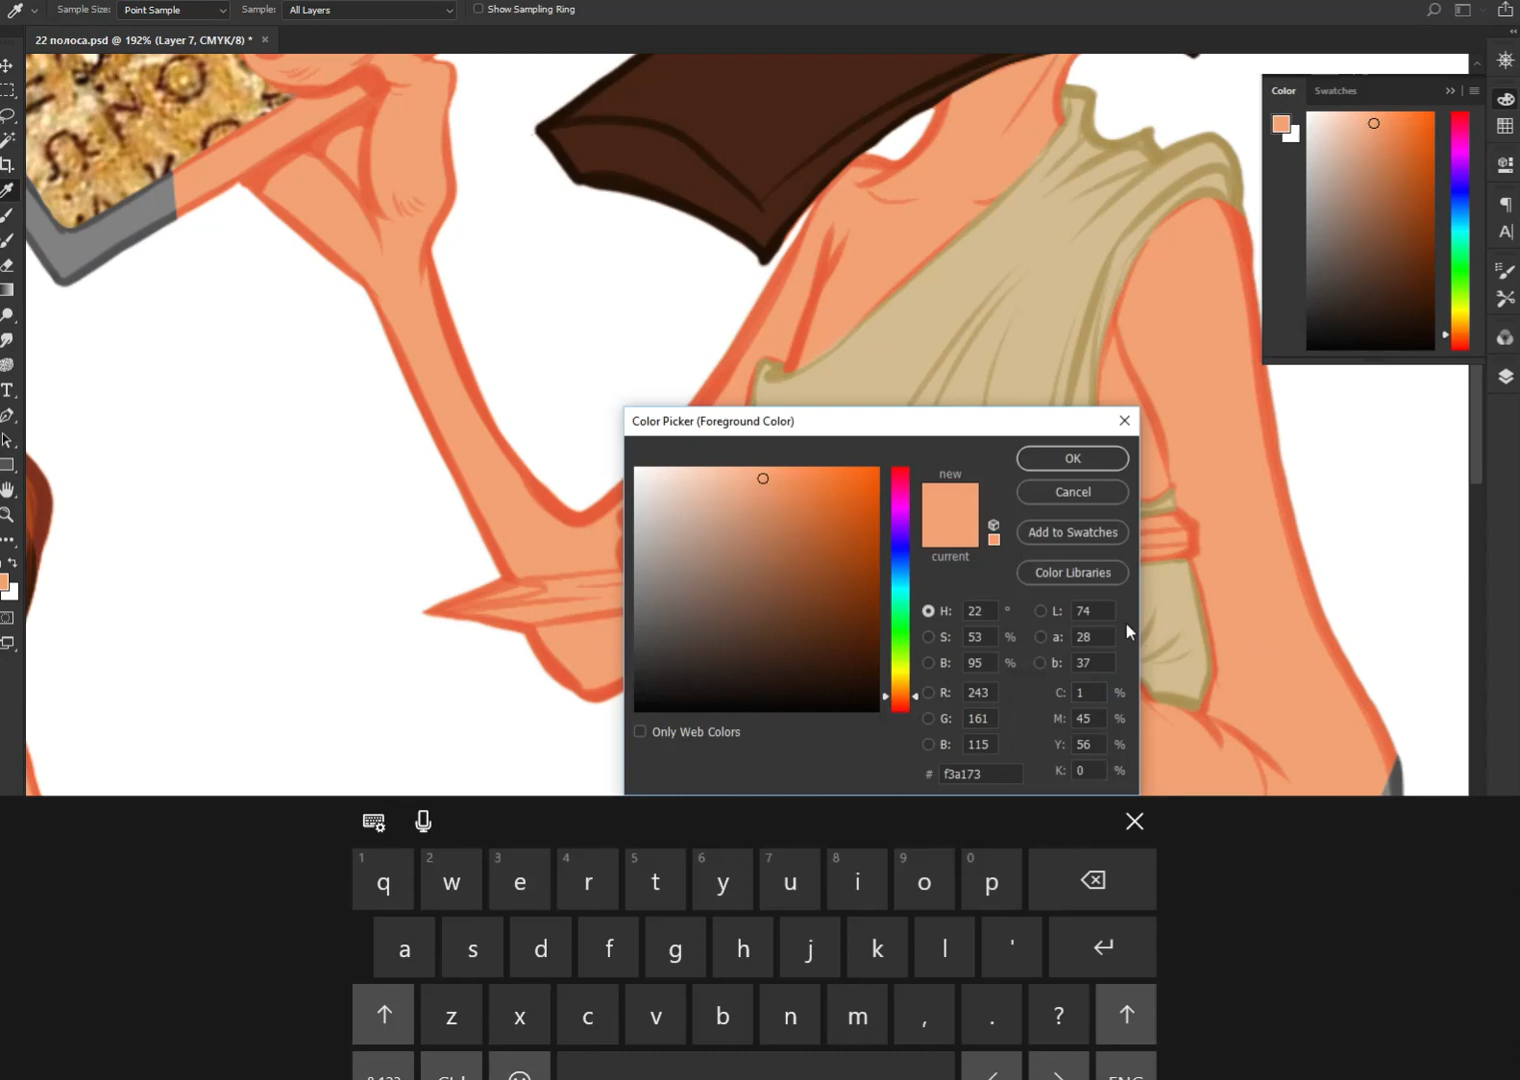 Sample Size: Point Sample Sample: All Layers Show Sampling Ring
22 полоса.psd @ 192% (Layer 7, CMYK/8) * ×
Color Swatches
Color Picker (Foreground Color)
OK
new
Cancel
Add to Swatches
current
Color Libraries
H: 22 ° L: 74
S: 53 % a: 28
B: 95 % b: 37
R: 243 C: 1 %
G: 161 M: 45 %
B: 115 Y: 56 %
# f3a173 K: 0 %
Only Web Colors
1 2 3 4 5 6 7 8 9 0
q w e r t y u i o p
a s d f g h j k l '
z x c v b n m , . ?
&123 Ctrl ENG